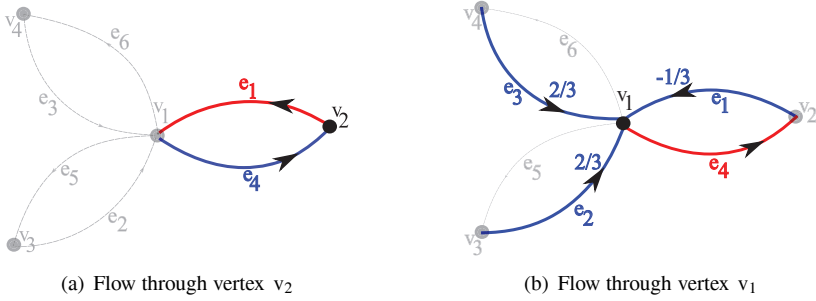 v4
e6
e3
v1
e1
v2
e4
e5
v3
e2
(a) Flow through vertex v2
v4
e6
e3
2/3
v1
-1/3
e1
v2
e4
e5
2/3
e2
v3
(b) Flow through vertex v1